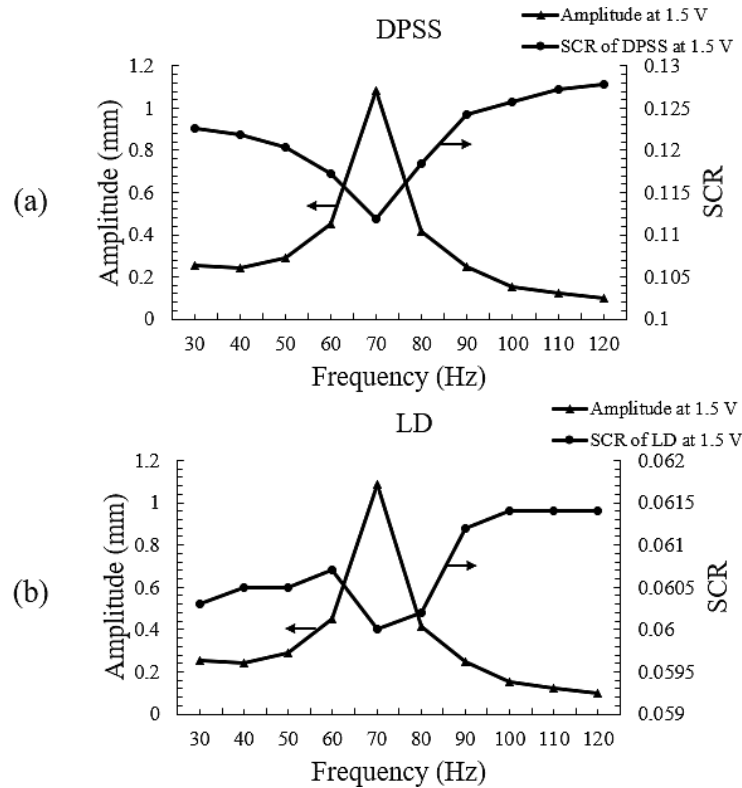 DPSS
Amplitude at 1.5 V
SCR of DPSS at 1.5 V
(a)
Amplitude (mm)
1.2
1
0.8
0.6
0.4
0.2
0
0.13
0.125
0.12
0.115
0.11
0.105
0.1
SCR
30 40 50 60 70 80 90 100 110 120
Frequency (Hz)
LD
Amplitude at 1.5 V
SCR of LD at 1.5 V
(b)
Amplitude (mm)
1.2
1
0.8
0.6
0.4
0.2
0
0.062
0.0615
0.061
0.0605
0.06
0.0595
0.059
SCR
30 40 50 60 70 80 90 100 110 120
Frequency (Hz)